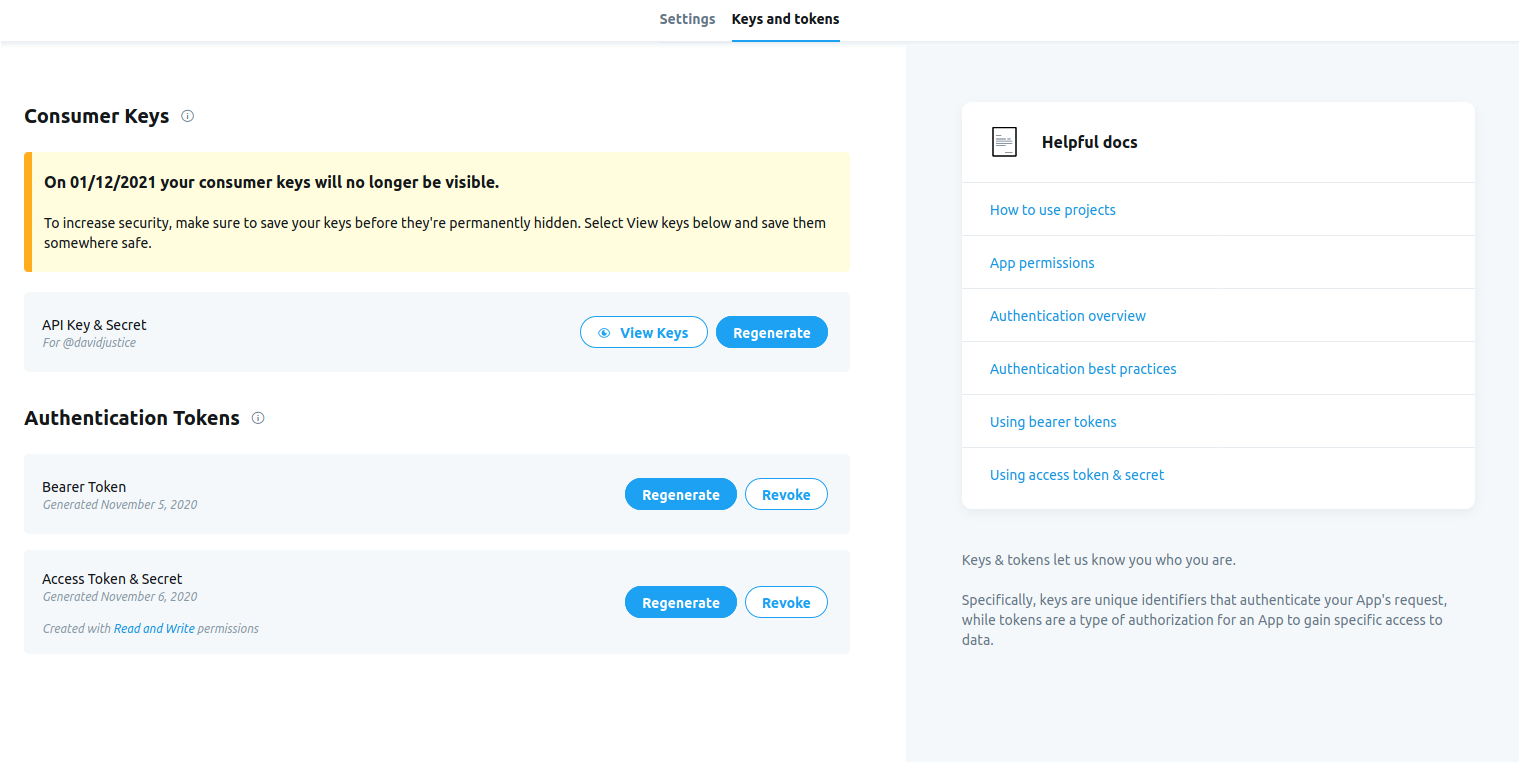 Settings
Keys and tokens
Consumer Keys
On 01/12/2021 your consumer keys will no longer be visible.
To increase security, make sure to save your keys before they're permanently hidden. Select View keys below and save them
somewhere safe.
API Key & Secret
For @davidjustice
View Keys
Regenerate
Authentication Tokens
Bearer Token
Generated November 5, 2020
Regenerate
Revoke
Access Token & Secret
Generated November 6, 2020
Created with Read and Write permissions
Regenerate
Revoke
Helpful docs
How to use projects
App permissions
Authentication overview
Authentication best practices
Using bearer tokens
Using access token & secret
Keys & tokens let us know you who you are.
Specifically, keys are unique identifiers that authenticate your App's request,
while tokens are a type of authorization for an App to gain specific access to
data.